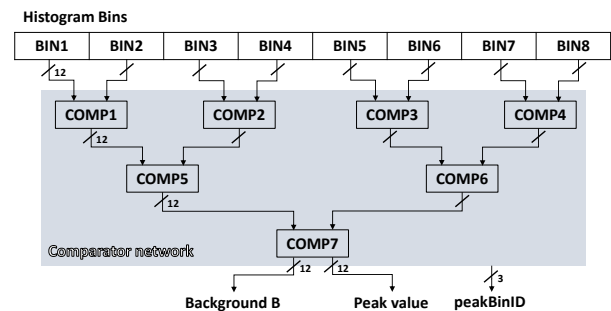 Histogram Bins
BIN1 BIN2 BIN3 BIN4 BIN5 BIN6 BIN7 BIN8
12
COMP1 COMP2 COMP3 COMP4
12
COMP5 COMP6
12
COMP7
Comparator network
12 12 3
Background B Peak value peakBinID